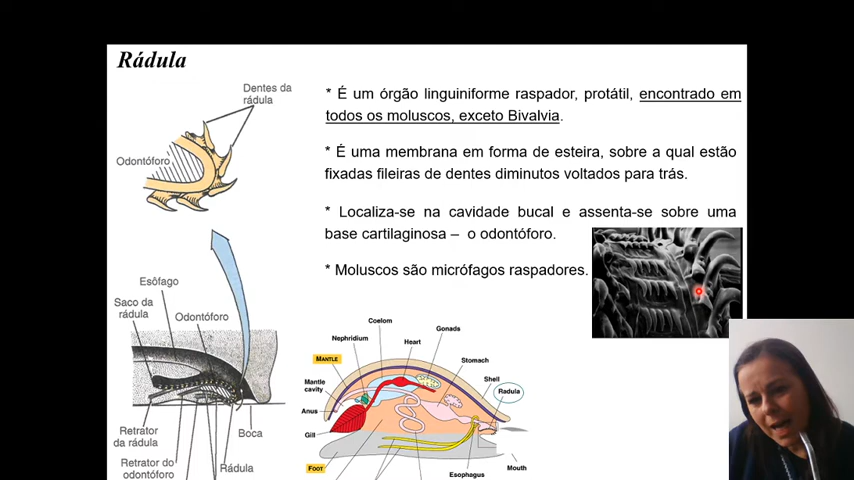 Rádula
Dentes da
rádula
Odontóforo
* É um órgão linguiniforme raspador, protátil, encontrado em
todos os moluscos, exceto Bivalvia.
* É uma membrana em forma de esteira, sobre a qual estão
fixadas fileiras de dentes diminutos voltados para trás.
* Localiza-se na cavidade bucal e assenta-se sobre uma
base cartilaginosa – o odontóforo.
* Moluscos são micrófagos raspadores.
Esôfago
Saco da
rádula
Odontóforo
Retrator
da rádula
Boca
Retrator do
odontóforo
Rádula
Coelom
Nephridium
Heart
Gonads
MANTLE
Stomach
Mantle
cavity
Shell
Radula
Anus
Gill
FOOT
Esophagus
Mouth